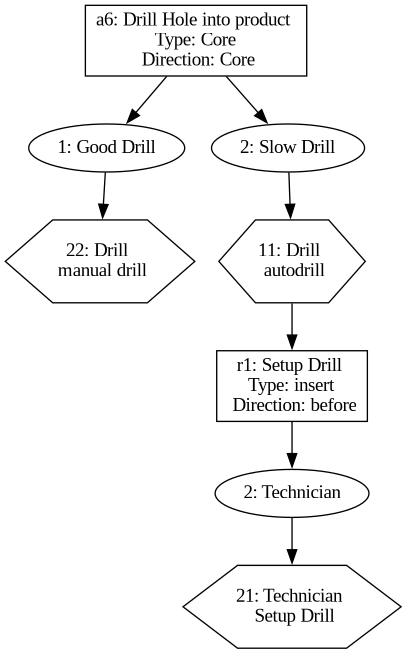 a6: Drill Hole into product
Type: Core
Direction: Core
1: Good Drill
2: Slow Drill
22: Drill
manual drill
11: Drill
autodrill
r1: Setup Drill
Type: insert
Direction: before
2: Technician
21: Technician
Setup Drill